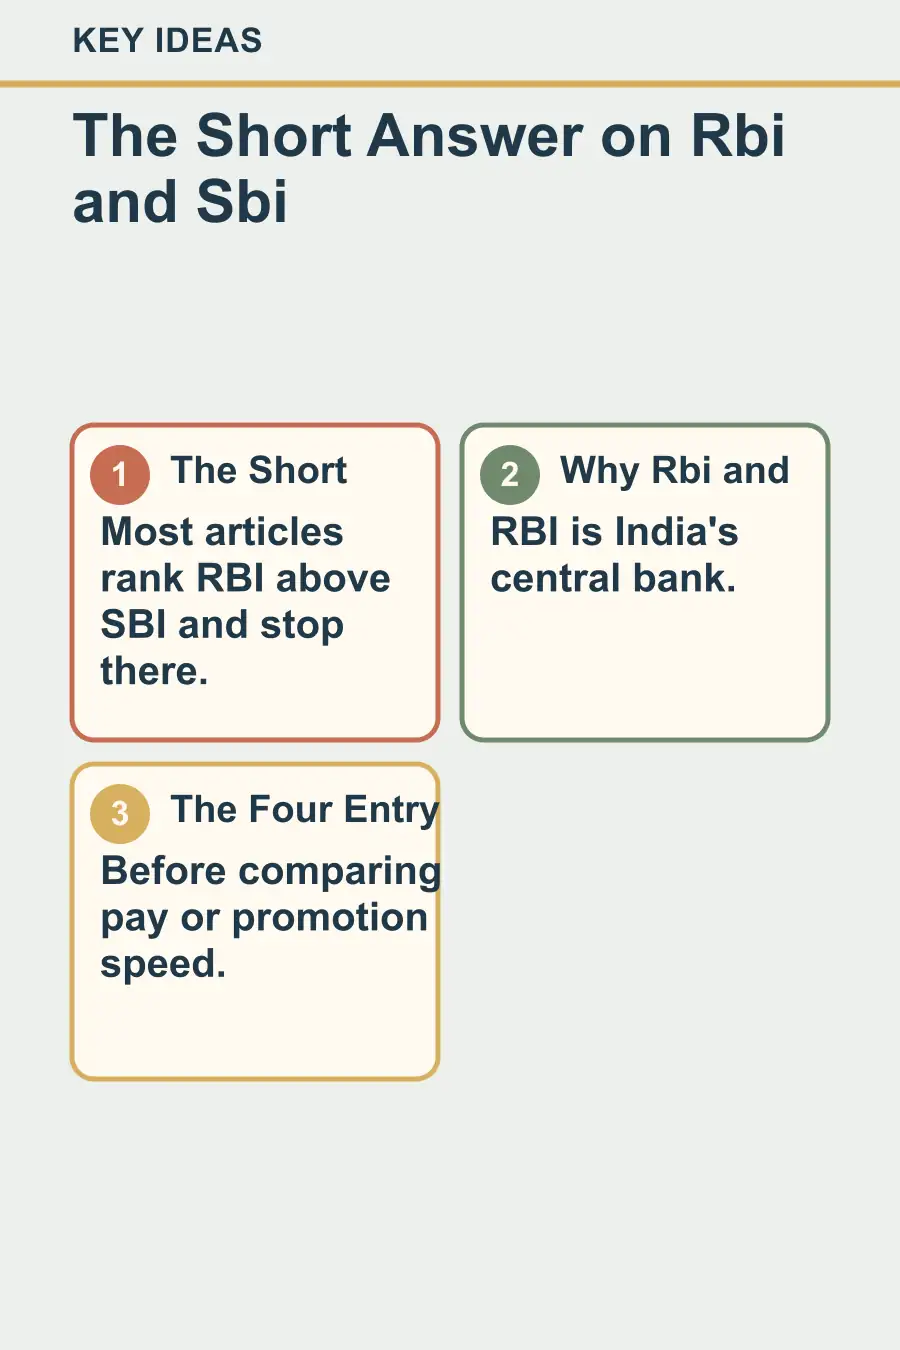 KEY IDEAS
The Short Answer on Rbi
and Sbi
1
The Short
Most articles
rank RBI above
SBI and stop
there.
2
Why Rbi and
RBI is India's
central bank.
3
The Four Entry
Before comparing
pay or promotion
speed.